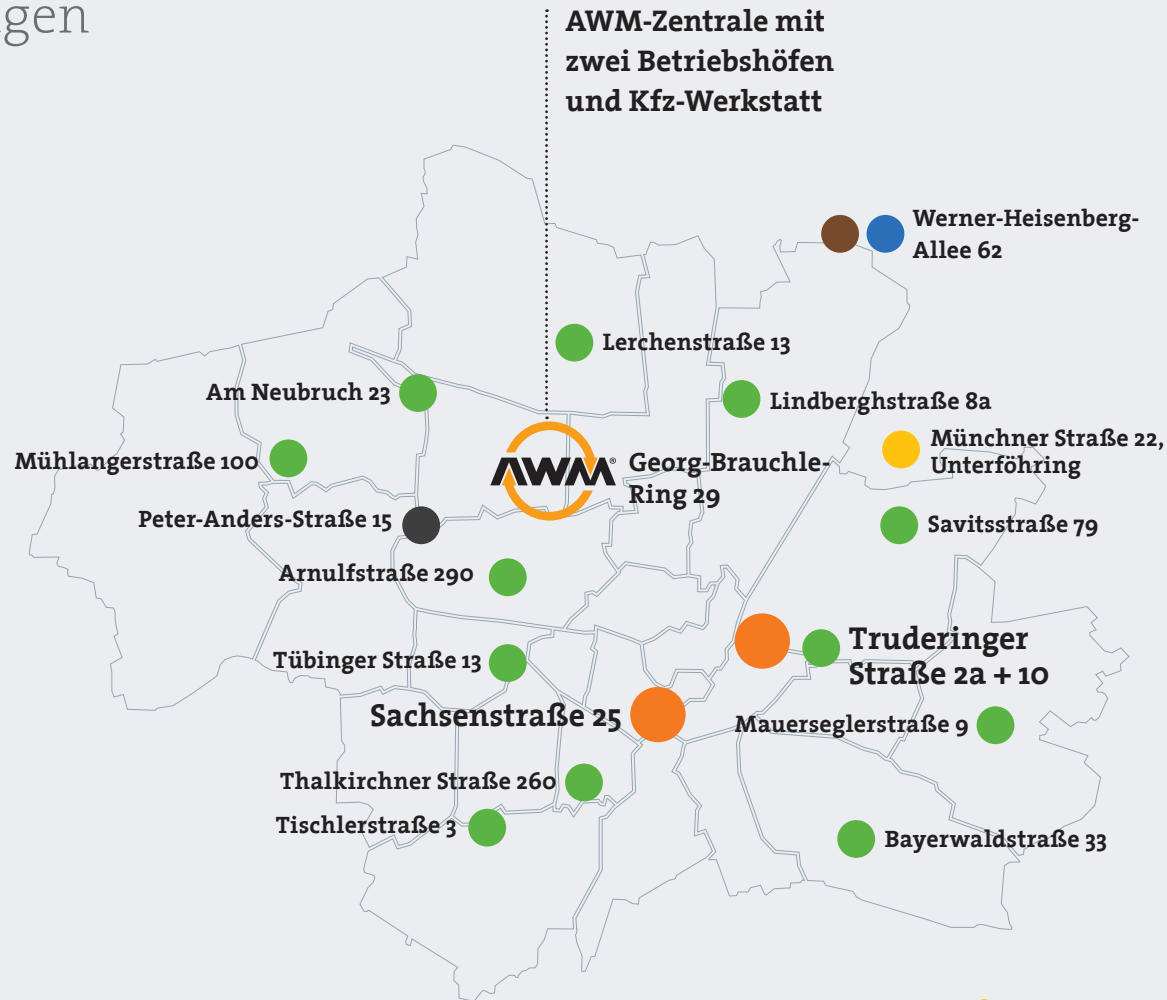 gen
AWM-Zentrale mit
zwei Betriebshöfen
und Kfz-Werkstatt
Werner-Heisenberg-
Allee 62
Lerchenstraße 13
Am Neubruch 23
Lindberghstraße 8a
Münchner Straße 22,
Unterföhring
Mühlangerstraße 100
AWM®
Georg-Brauchle-
Ring 29
Peter-Anders-Straße 15
Savitsstraße 79
Arnulfstraße 290
Truderinger
Straße 2a + 10
Tübinger Straße 13
Sachsenstraße 25
Mauerseglerstraße 9
Thalkirchner Straße 260
Tischlerstraße 3
Bayerwaldstraße 33